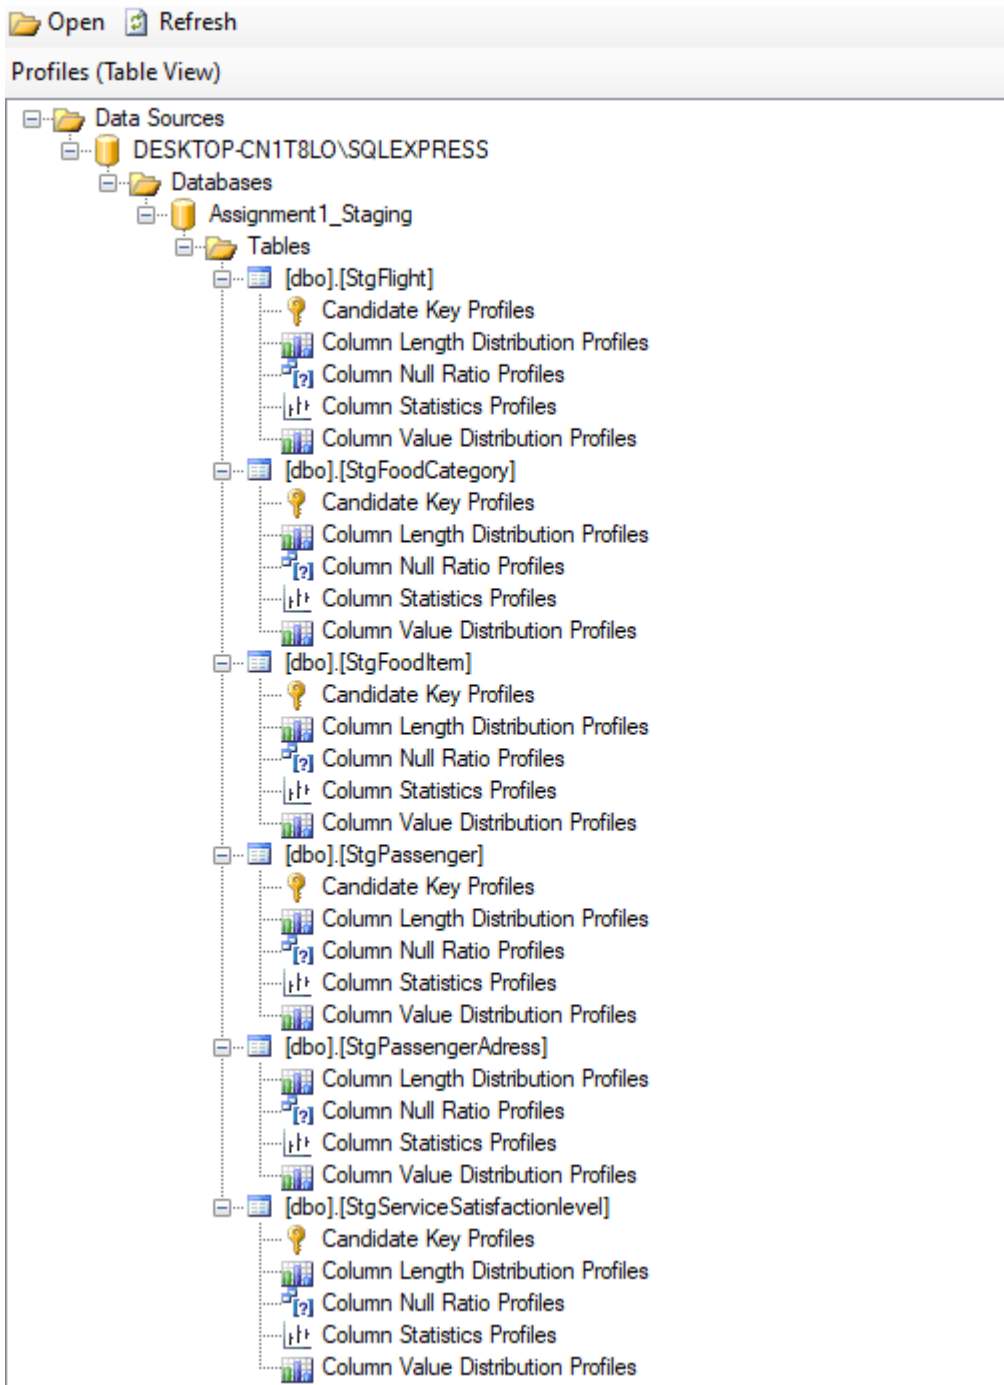 Open Refresh
Profiles (Table View)
Data Sources
DESKTOP-CN1T8LO\SQLEXPRESS
Databases
Assignment1_Staging
Tables
[dbo].[StgFlight]
Candidate Key Profiles
Column Length Distribution Profiles
Column Null Ratio Profiles
Column Statistics Profiles
Column Value Distribution Profiles
[dbo].[StgFoodCategory]
Candidate Key Profiles
Column Length Distribution Profiles
Column Null Ratio Profiles
Column Statistics Profiles
Column Value Distribution Profiles
[dbo].[StgFoodItem]
Candidate Key Profiles
Column Length Distribution Profiles
Column Null Ratio Profiles
Column Statistics Profiles
Column Value Distribution Profiles
[dbo].[StgPassenger]
Candidate Key Profiles
Column Length Distribution Profiles
Column Null Ratio Profiles
Column Statistics Profiles
Column Value Distribution Profiles
[dbo].[StgPassengerAdress]
Column Length Distribution Profiles
Column Null Ratio Profiles
Column Statistics Profiles
Column Value Distribution Profiles
[dbo].[StgServiceSatisfactionlevel]
Candidate Key Profiles
Column Length Distribution Profiles
Column Null Ratio Profiles
Column Statistics Profiles
Column Value Distribution Profiles